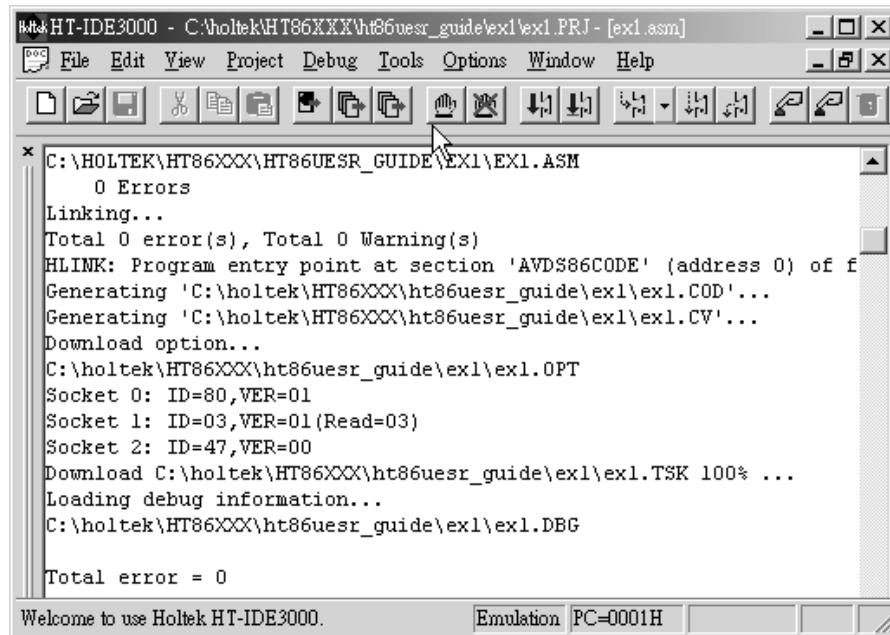 Holtek HT-IDE3000 - C:\holtek\HT86XXX\ht86uesr_guide\ex1\ex1.PRJ - [ex1.asm]
DOC File Edit View Project Debug Tools Options Window Help
C:\HOLTEK\HT86XXX\HT86UESR_GUIDE\EX1\EX1.ASM
0 Errors
Linking...
Total 0 error(s), Total 0 Warning(s)
HLINK: Program entry point at section 'AVDS86CODE' (address 0) of f
Generating 'C:\holtek\HT86XXX\ht86uesr_guide\ex1\ex1.COD'...
Generating 'C:\holtek\HT86XXX\ht86uesr_guide\ex1\ex1.CV'...
Download option...
C:\holtek\HT86XXX\ht86uesr_guide\ex1\ex1.OPT
Socket 0: ID=80,VER=01
Socket 1: ID=03,VER=01(Read=03)
Socket 2: ID=47,VER=00
Download C:\holtek\HT86XXX\ht86uesr_guide\ex1\ex1.TSK 100% ...
Loading debug information...
C:\holtek\HT86XXX\ht86uesr_guide\ex1\ex1.DBG
Total error = 0
Welcome to use Holtek HT-IDE3000. Emulation PC=0001H